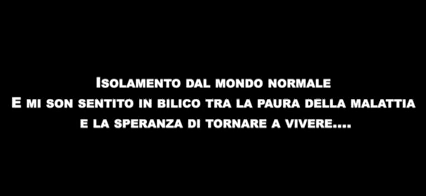 Isolamento dal mondo normale
E mi son sentito in bilico tra la paura della malattia
e la speranza di tornare a vivere....